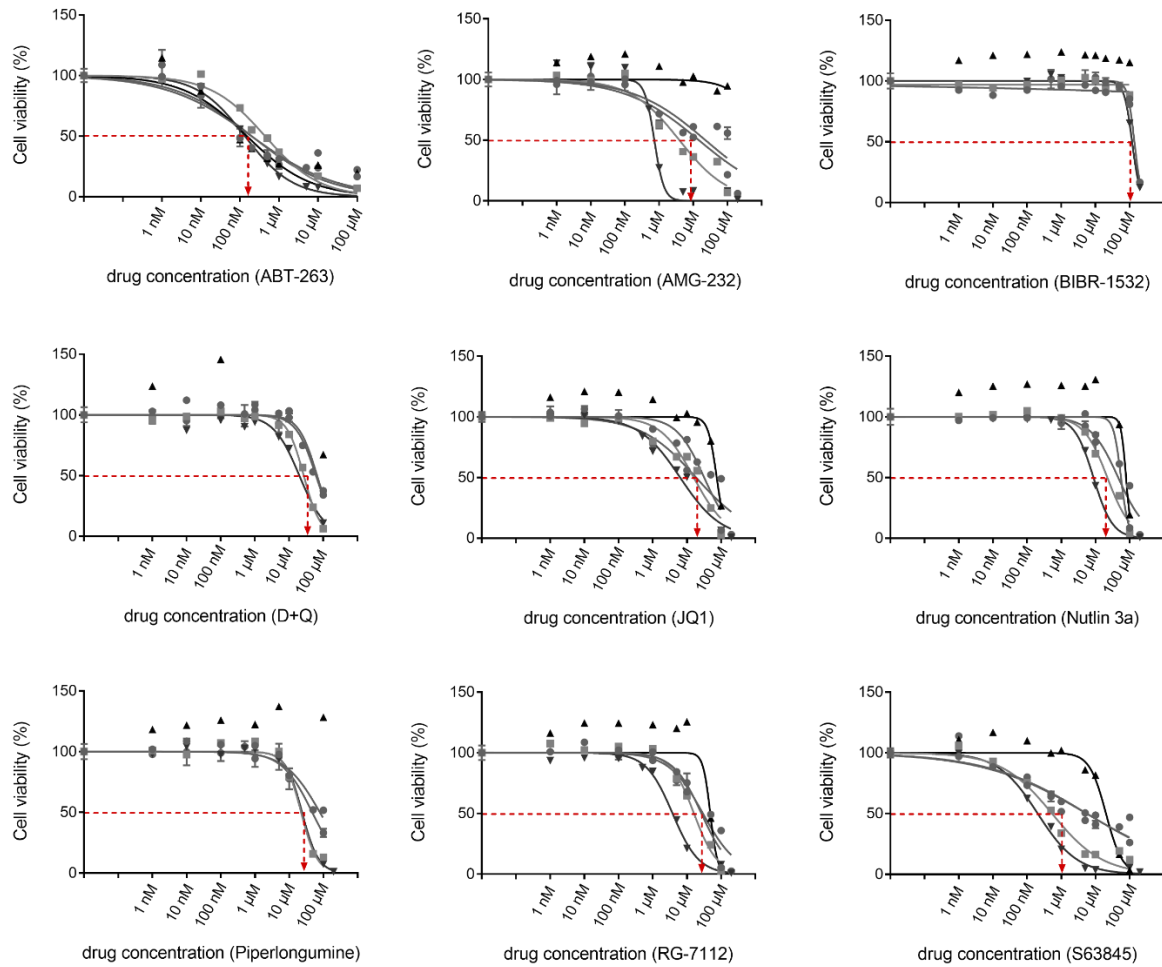 150
100
50
0
Cell viability (%)
1 nM
10 nM
100 nM
1 µM
10 µM
100 µM
drug concentration (ABT-263)
150
100
50
0
Cell viability (%)
1 nM
10 nM
100 nM
1 µM
10 µM
100 µM
drug concentration (AMG-232)
150
100
50
0
Cell viability (%)
1 nM
10 nM
100 nM
1 µM
10 µM
100 µM
drug concentration (BIBR-1532)
150
100
50
0
Cell viability (%)
1 nM
10 nM
100 nM
1 µM
10 µM
100 µM
drug concentration (D+Q)
150
100
50
0
Cell viability (%)
1 nM
10 nM
100 nM
1 µM
10 µM
100 µM
drug concentration (JQ1)
150
100
50
0
Cell viability (%)
1 nM
10 nM
100 nM
1 µM
10 µM
100 µM
drug concentration (Nutlin 3a)
150
100
50
0
Cell viability (%)
1 nM
10 nM
100 nM
1 µM
10 µM
100 µM
drug concentration (Piperlongumine)
150
100
50
0
Cell viability (%)
1 nM
10 nM
100 nM
1 µM
10 µM
100 µM
drug concentration (RG-7112)
150
100
50
0
Cell viability (%)
1 nM
10 nM
100 nM
1 µM
10 µM
100 µM
drug concentration (S63845)